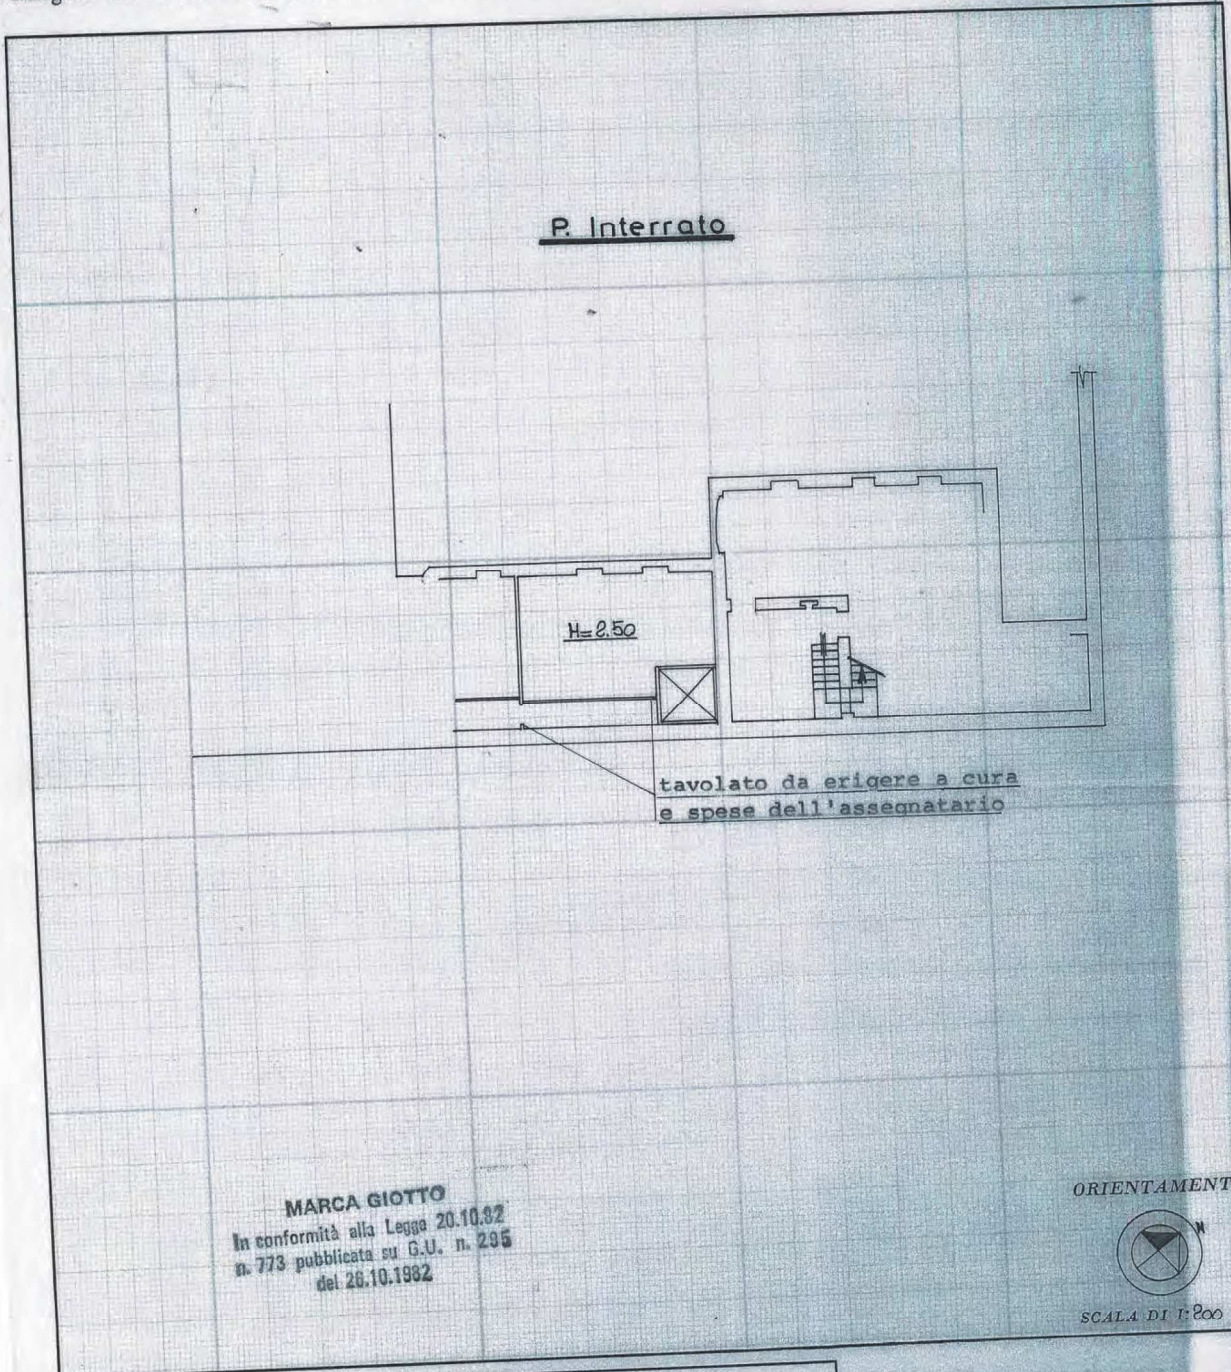 P. Interrato
H=2.50
tavolato da erigere a cura
e spese dell'assegnatario
MARCA GIOTTO
In conformità alla Legge 20.10.82
n. 773 pubblicata su G.U. n. 295
del 26.10.1982
ORIENTAMENT
N
SCALA DI 1:200